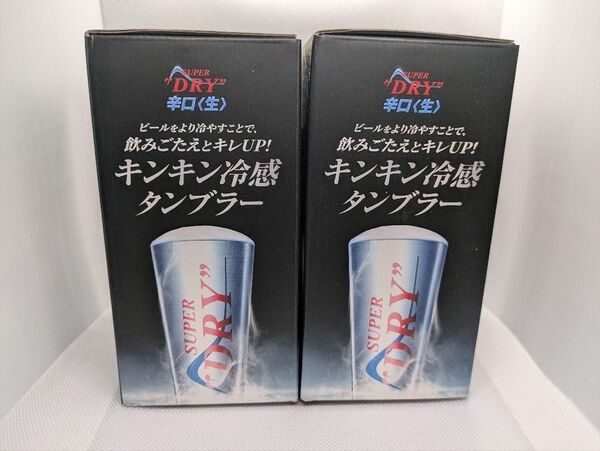 SUPER
"DRY"
辛口〈生〉
ビールをより冷やすことで、
飲みごたえとキレUP!
キンキン冷感
タンブラー
SUPER
"DRY"
SUPER
"DRY"
辛口〈生〉
ビールをより冷やすことで、
飲みごたえとキレUP!
キンキン冷感
タンブラー
SUPER
"DRY"